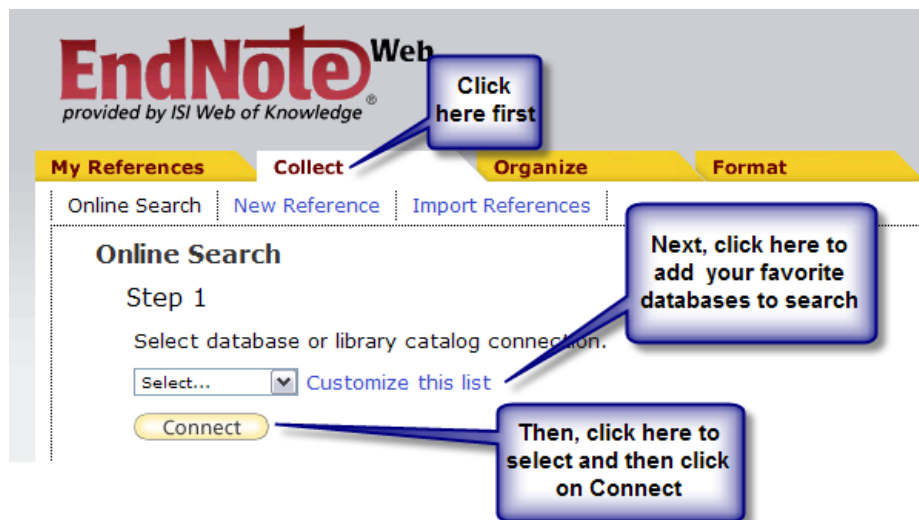 EndNote Web
provided by ISI Web of Knowledge ®
Click
here first
My References Collect Organize Format
Online Search New Reference Import References
Online Search
Next, click here to
add your favorite
databases to search
Step 1
Select database or library catalog connection.
Select... Customize this list
Connect
Then, click here to
select and then click
on Connect